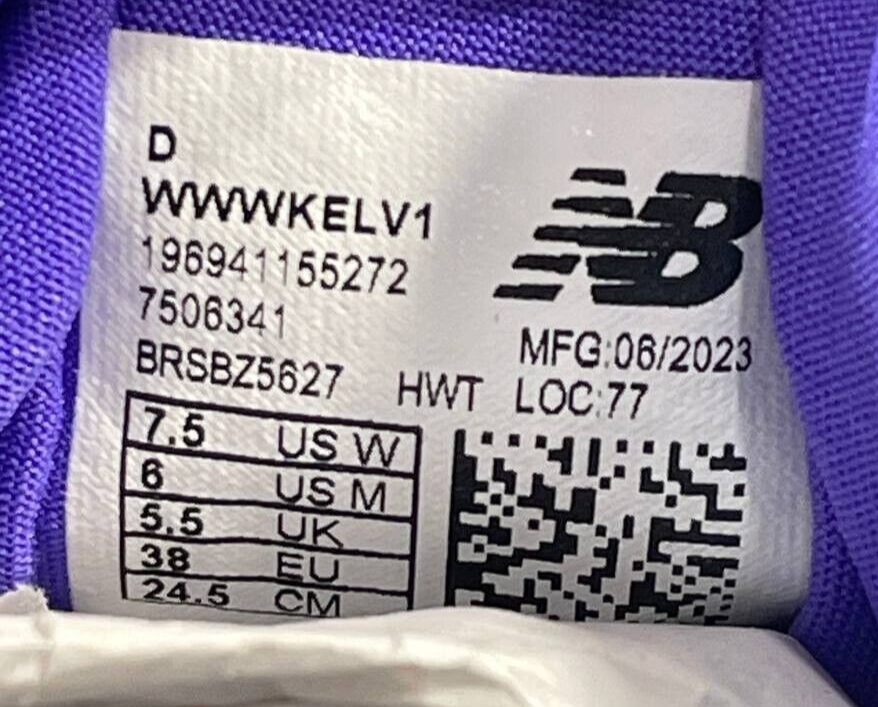 D
WWWKELV1
196941155272
7506341
BRSBZ5627
NB
MFG:06/2023
HWT LOC:77
7.5 US W
6 US M
5.5 UK
38 EU
24.5 CM